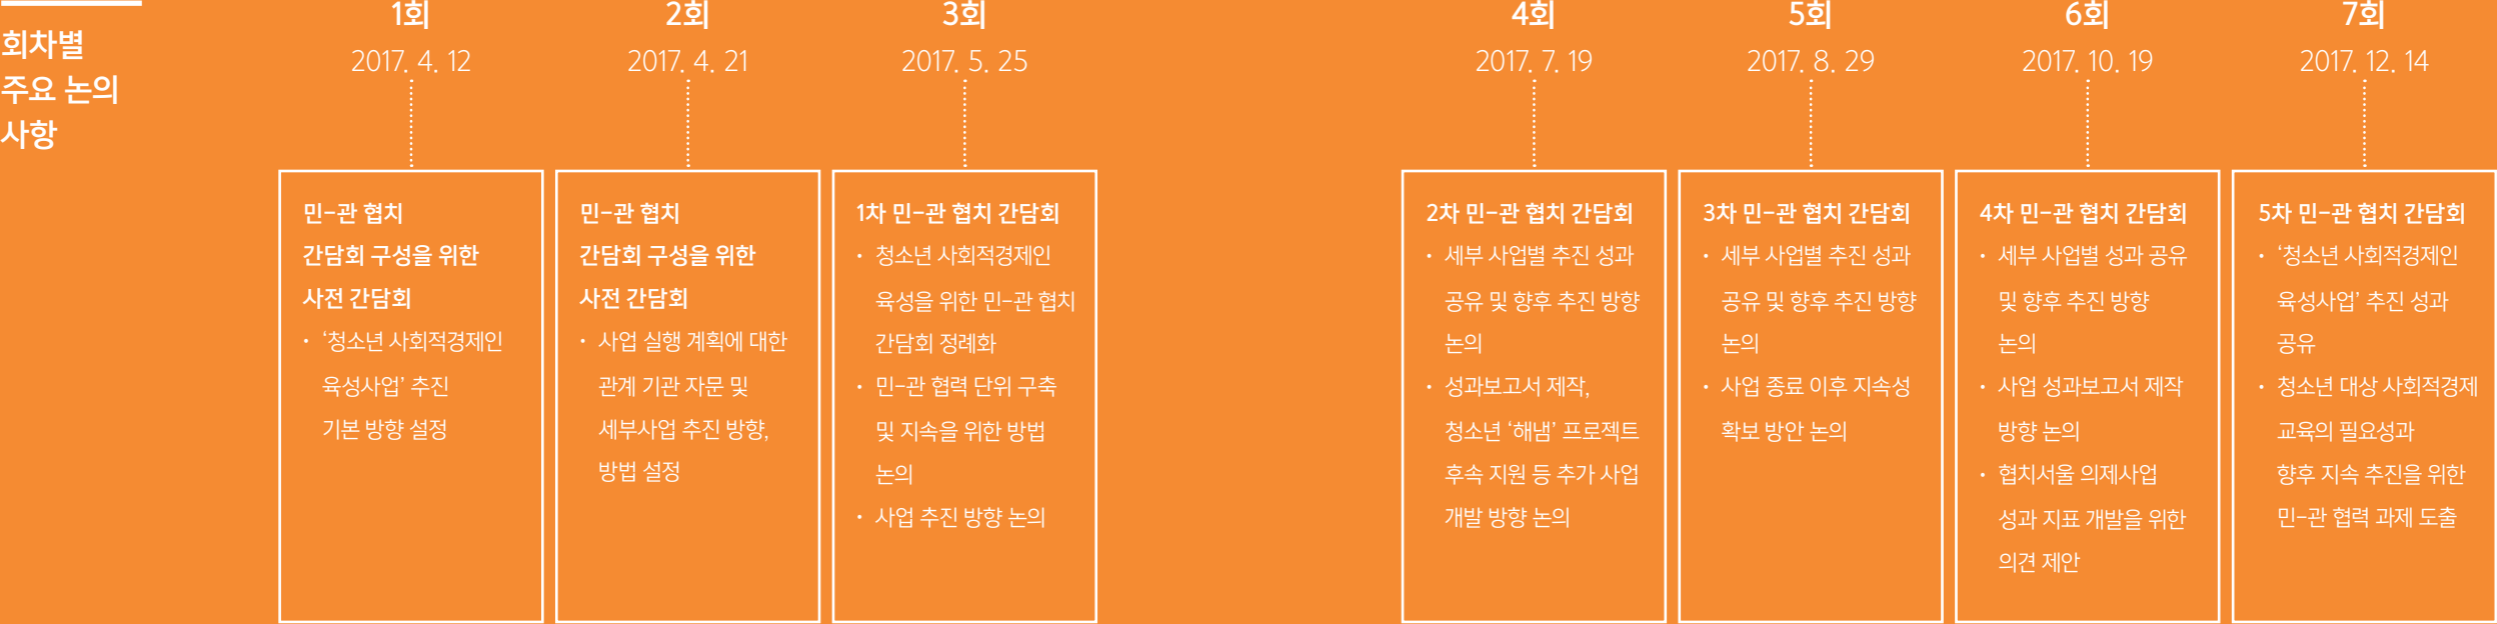 회차별
주요 논의
사항
1회
2017. 4. 12
민-관 협치
간담회 구성을 위한
사전 간담회
• ‘청소년 사회적경제인
육성사업’ 추진
기본 방향 설정
2회
2017. 4. 21
민-관 협치
간담회 구성을 위한
사전 간담회
• 사업 실행 계획에 대한
관계 기관 자문 및
세부사업 추진 방향,
방법 설정
3회
2017. 5. 25
1차 민-관 협치 간담회
• 청소년 사회적경제인
육성을 위한 민-관 협치
간담회 정례화
• 민-관 협력 단위 구축
및 지속을 위한 방법
논의
• 사업 추진 방향 논의
4회
2017. 7. 19
2차 민-관 협치 간담회
• 세부 사업별 추진 성과
공유 및 향후 추진 방향
논의
• 성과보고서 제작,
청소년 ‘해냄’ 프로젝트
후속 지원 등 추가 사업
개발 방향 논의
5회
2017. 8. 29
3차 민-관 협치 간담회
• 세부 사업별 추진 성과
공유 및 향후 추진 방향
논의
• 사업 종료 이후 지속성
확보 방안 논의
6회
2017. 10. 19
4차 민-관 협치 간담회
• 세부 사업별 성과 공유
및 향후 추진 방향
논의
• 사업 성과보고서 제작
방향 논의
• 협치서울 의제사업
성과 지표 개발을 위한
의견 제안
7회
2017. 12. 14
5차 민-관 협치 간담회
• ‘청소년 사회적경제인
육성사업’ 추진 성과
공유
• 청소년 대상 사회적경제
교육의 필요성과
향후 지속 추진을 위한
민-관 협력 과제 도출